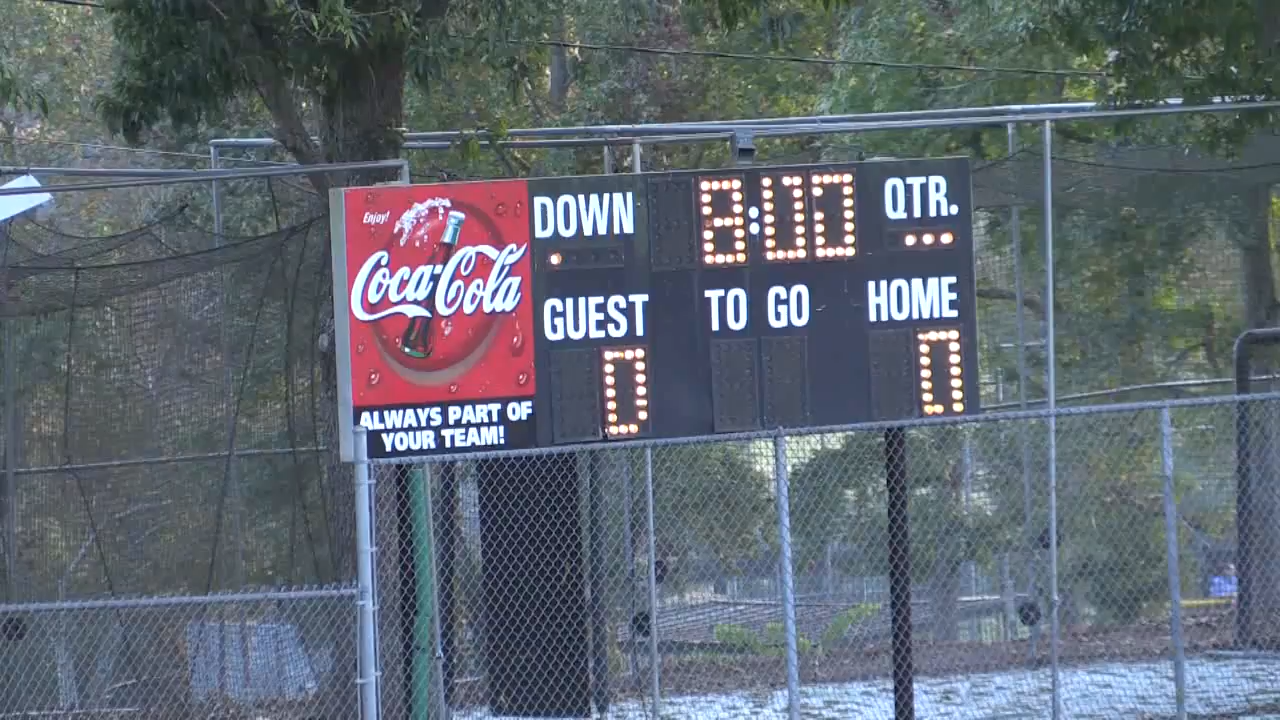 Enjoy!
Coca-Cola
ALWAYS PART OF
YOUR TEAM!
DOWN
8:00
QTR.
GUEST
TO GO
HOME
0
0